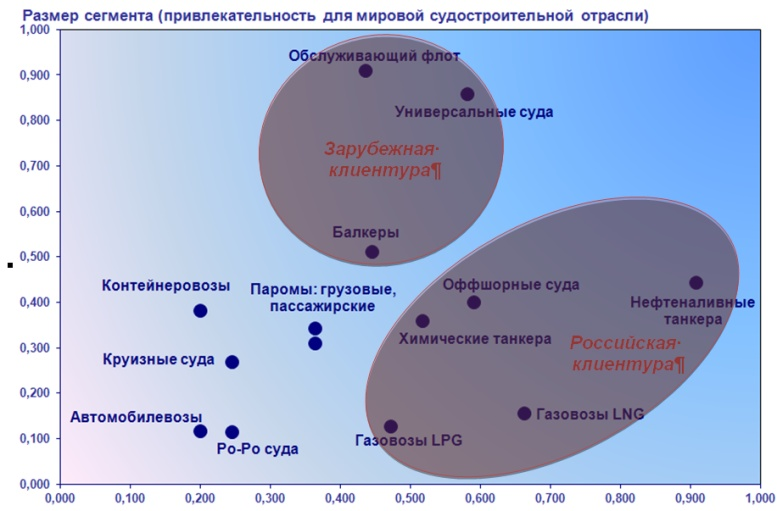 Размер сегмента (привлекательность для мировой судостроительной отрасли)
1,000
0,900
0,800
0,700
0,600
0,500
0,400
0,300
0,200
0,100
0,000
Обслуживающий флот
Универсальные суда
Зарубежная·
клиентура¶
Балкеры
Контейнеровозы
Паромы: грузовые,
пассажирские
Оффшорные суда
Нефтеналивные
танкера
Химические танкера
Российская·
клиентура¶
Круизные суда
Автомобилевозы
Ро-Ро суда
Газовозы LNG
Газовозы LPG
0,000 0,100 0,200 0,300 0,400 0,500 0,600 0,700 0,800 0,900 1,000